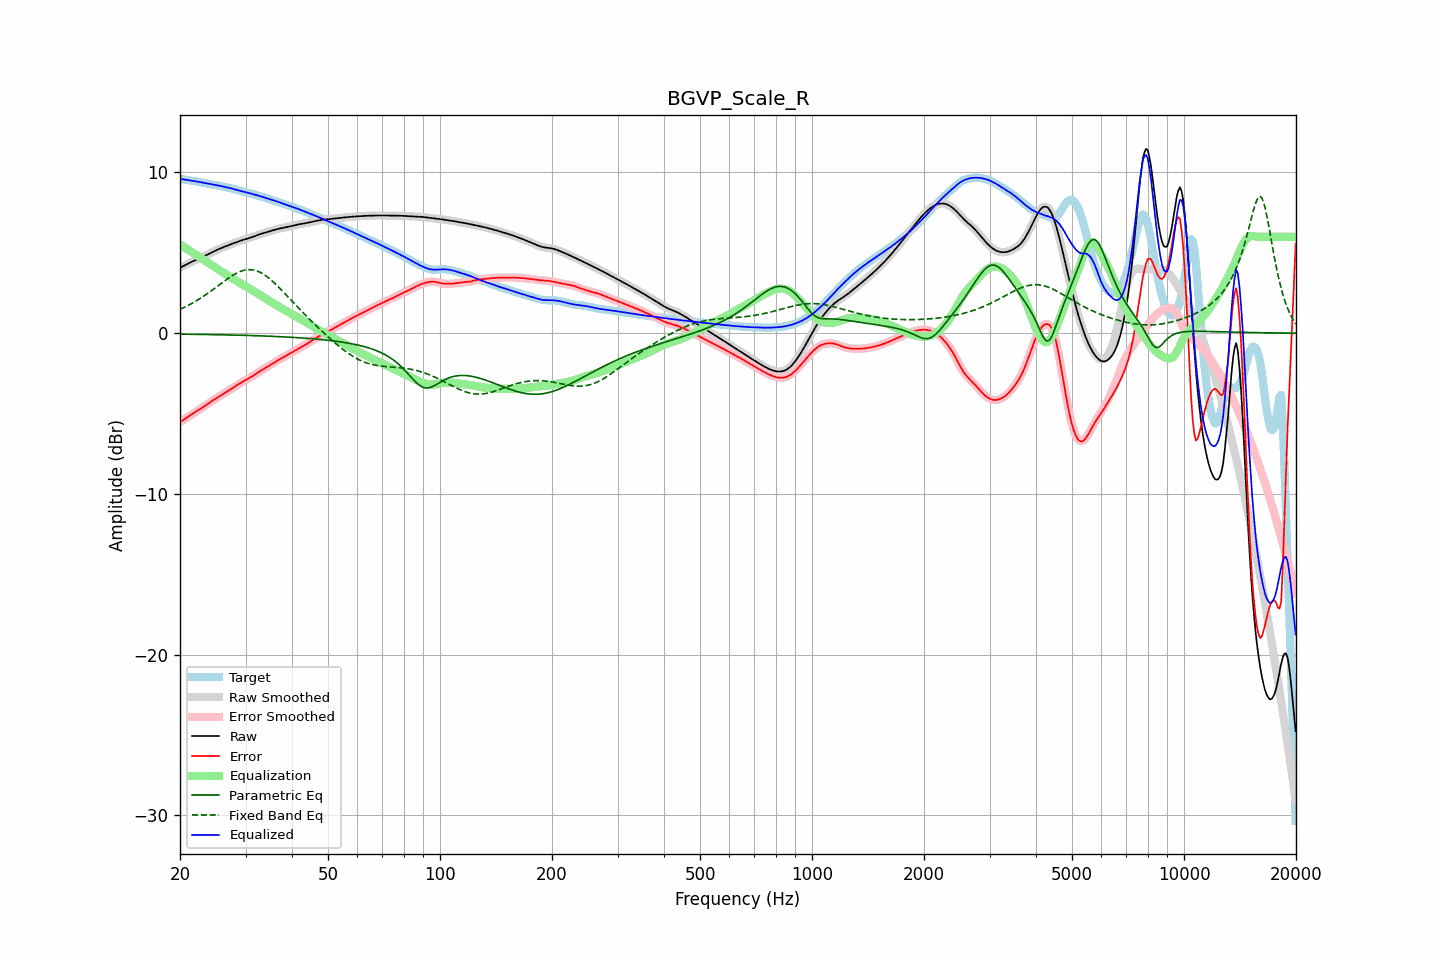 BGVP_Scale_R
Amplitude (dBr)
10
0
−10
−20
−30
Target
Raw Smoothed
Error Smoothed
Raw
Error
Equalization
Parametric Eq
Fixed Band Eq
Equalized
20 50 100 200 500 1000 2000 5000 10000 20000
Frequency (Hz)